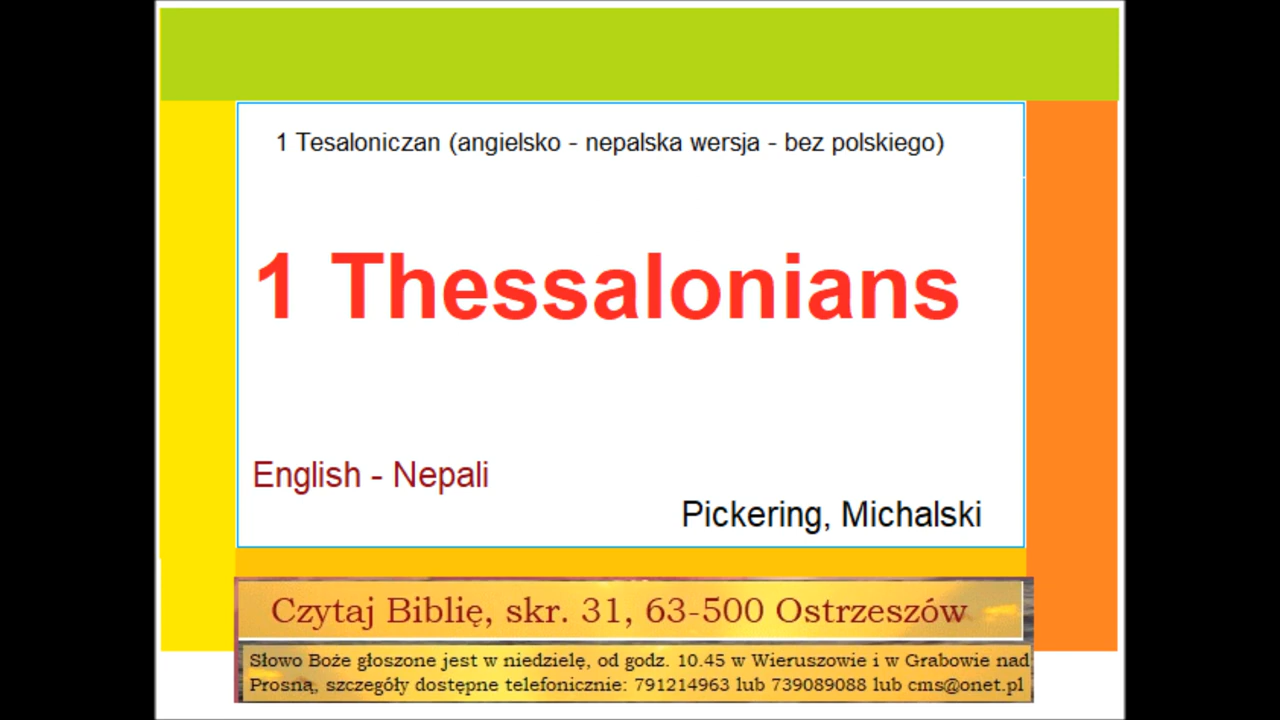 1 Tesaloniczan (angielsko - nepalska wersja - bez polskiego)
1 Thessalonians
English - Nepali
Pickering, Michalski
Czytaj Biblię, skr. 31, 63-500 Ostrzeszów
Słowo Boże głoszone jest w niedzielę, od godz. 10.45 w Wieruszowie i w Grabowie nad
Prosną, szczegóły dostępne telefonicznie: 791214963 lub 739089088 lub cms@onet.pl